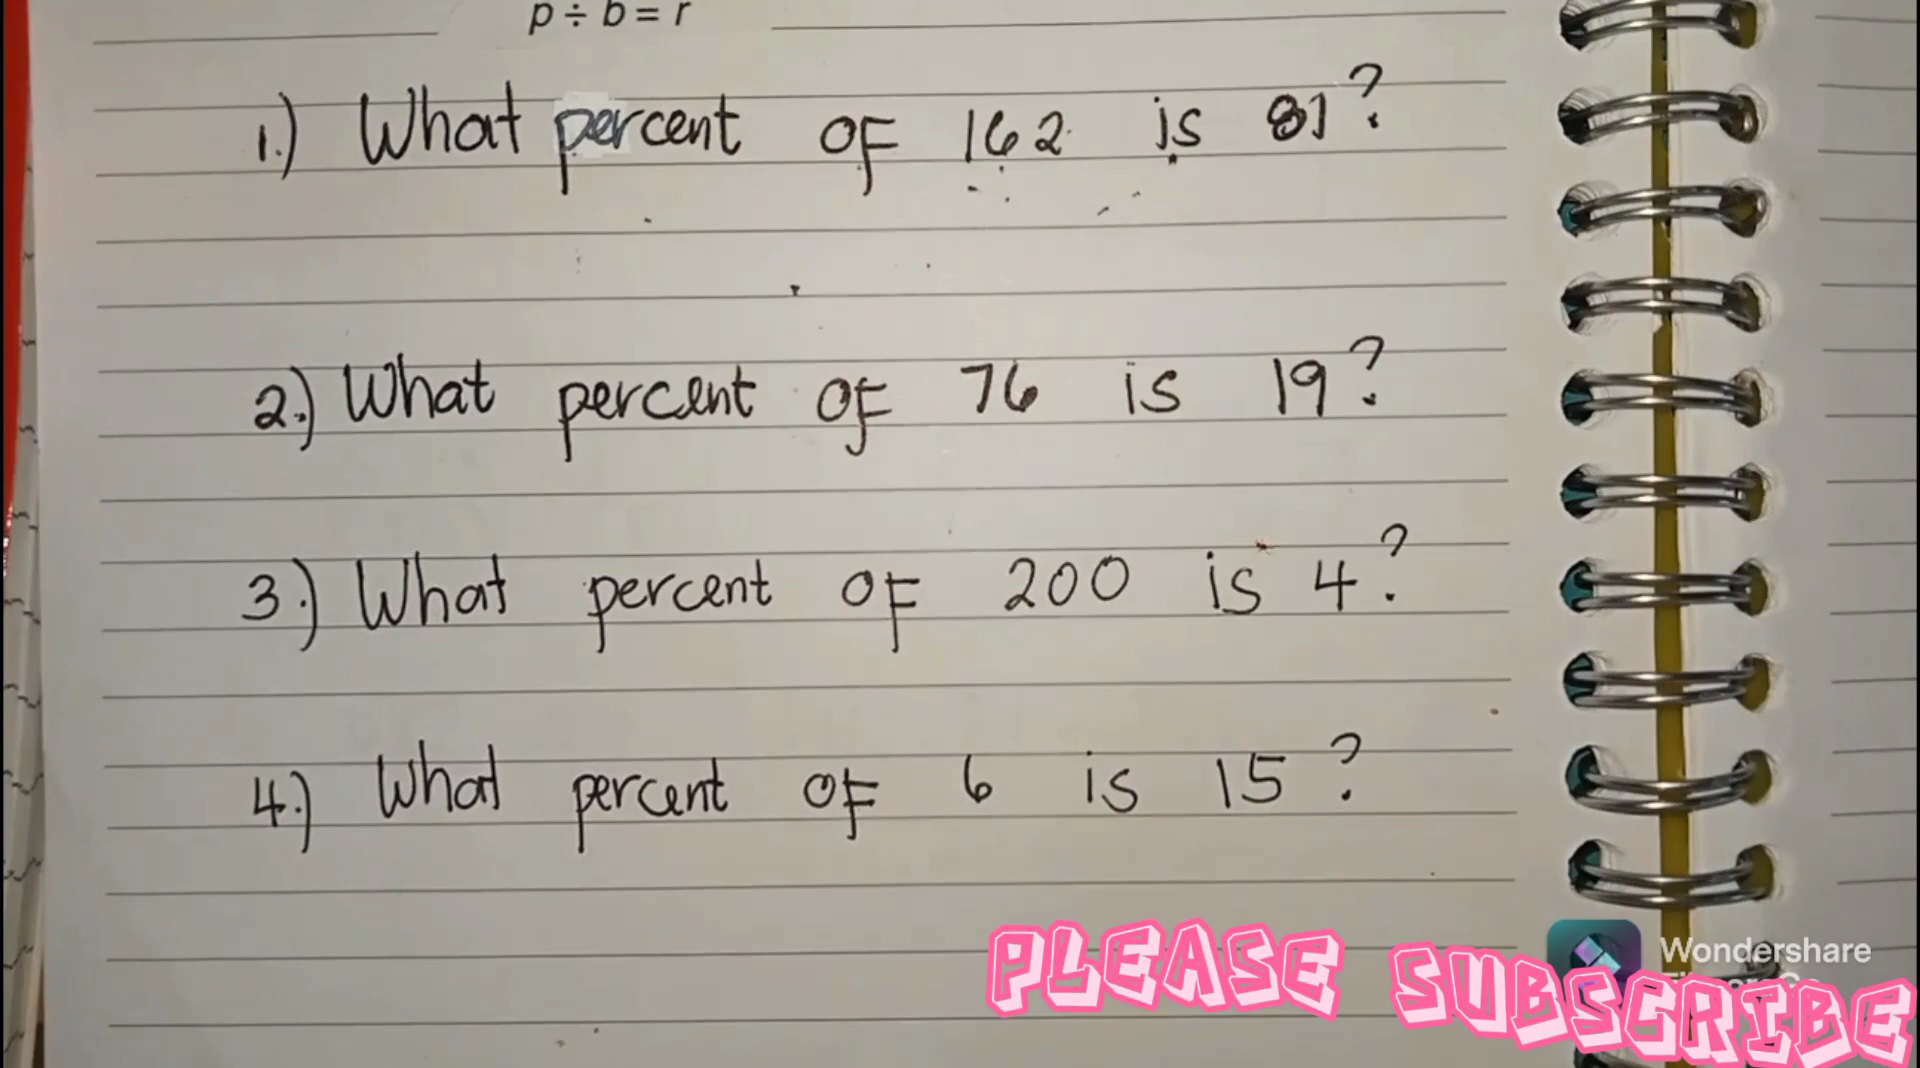 p ÷ b = r
1.) What percent OF 162 is 81?
2.) What percent OF 76 is 19?
3.) What percent OF 200 is 4?
4.) What percent OF 6 is 15?
PLEASE SUBSCRIBE
Wondershare